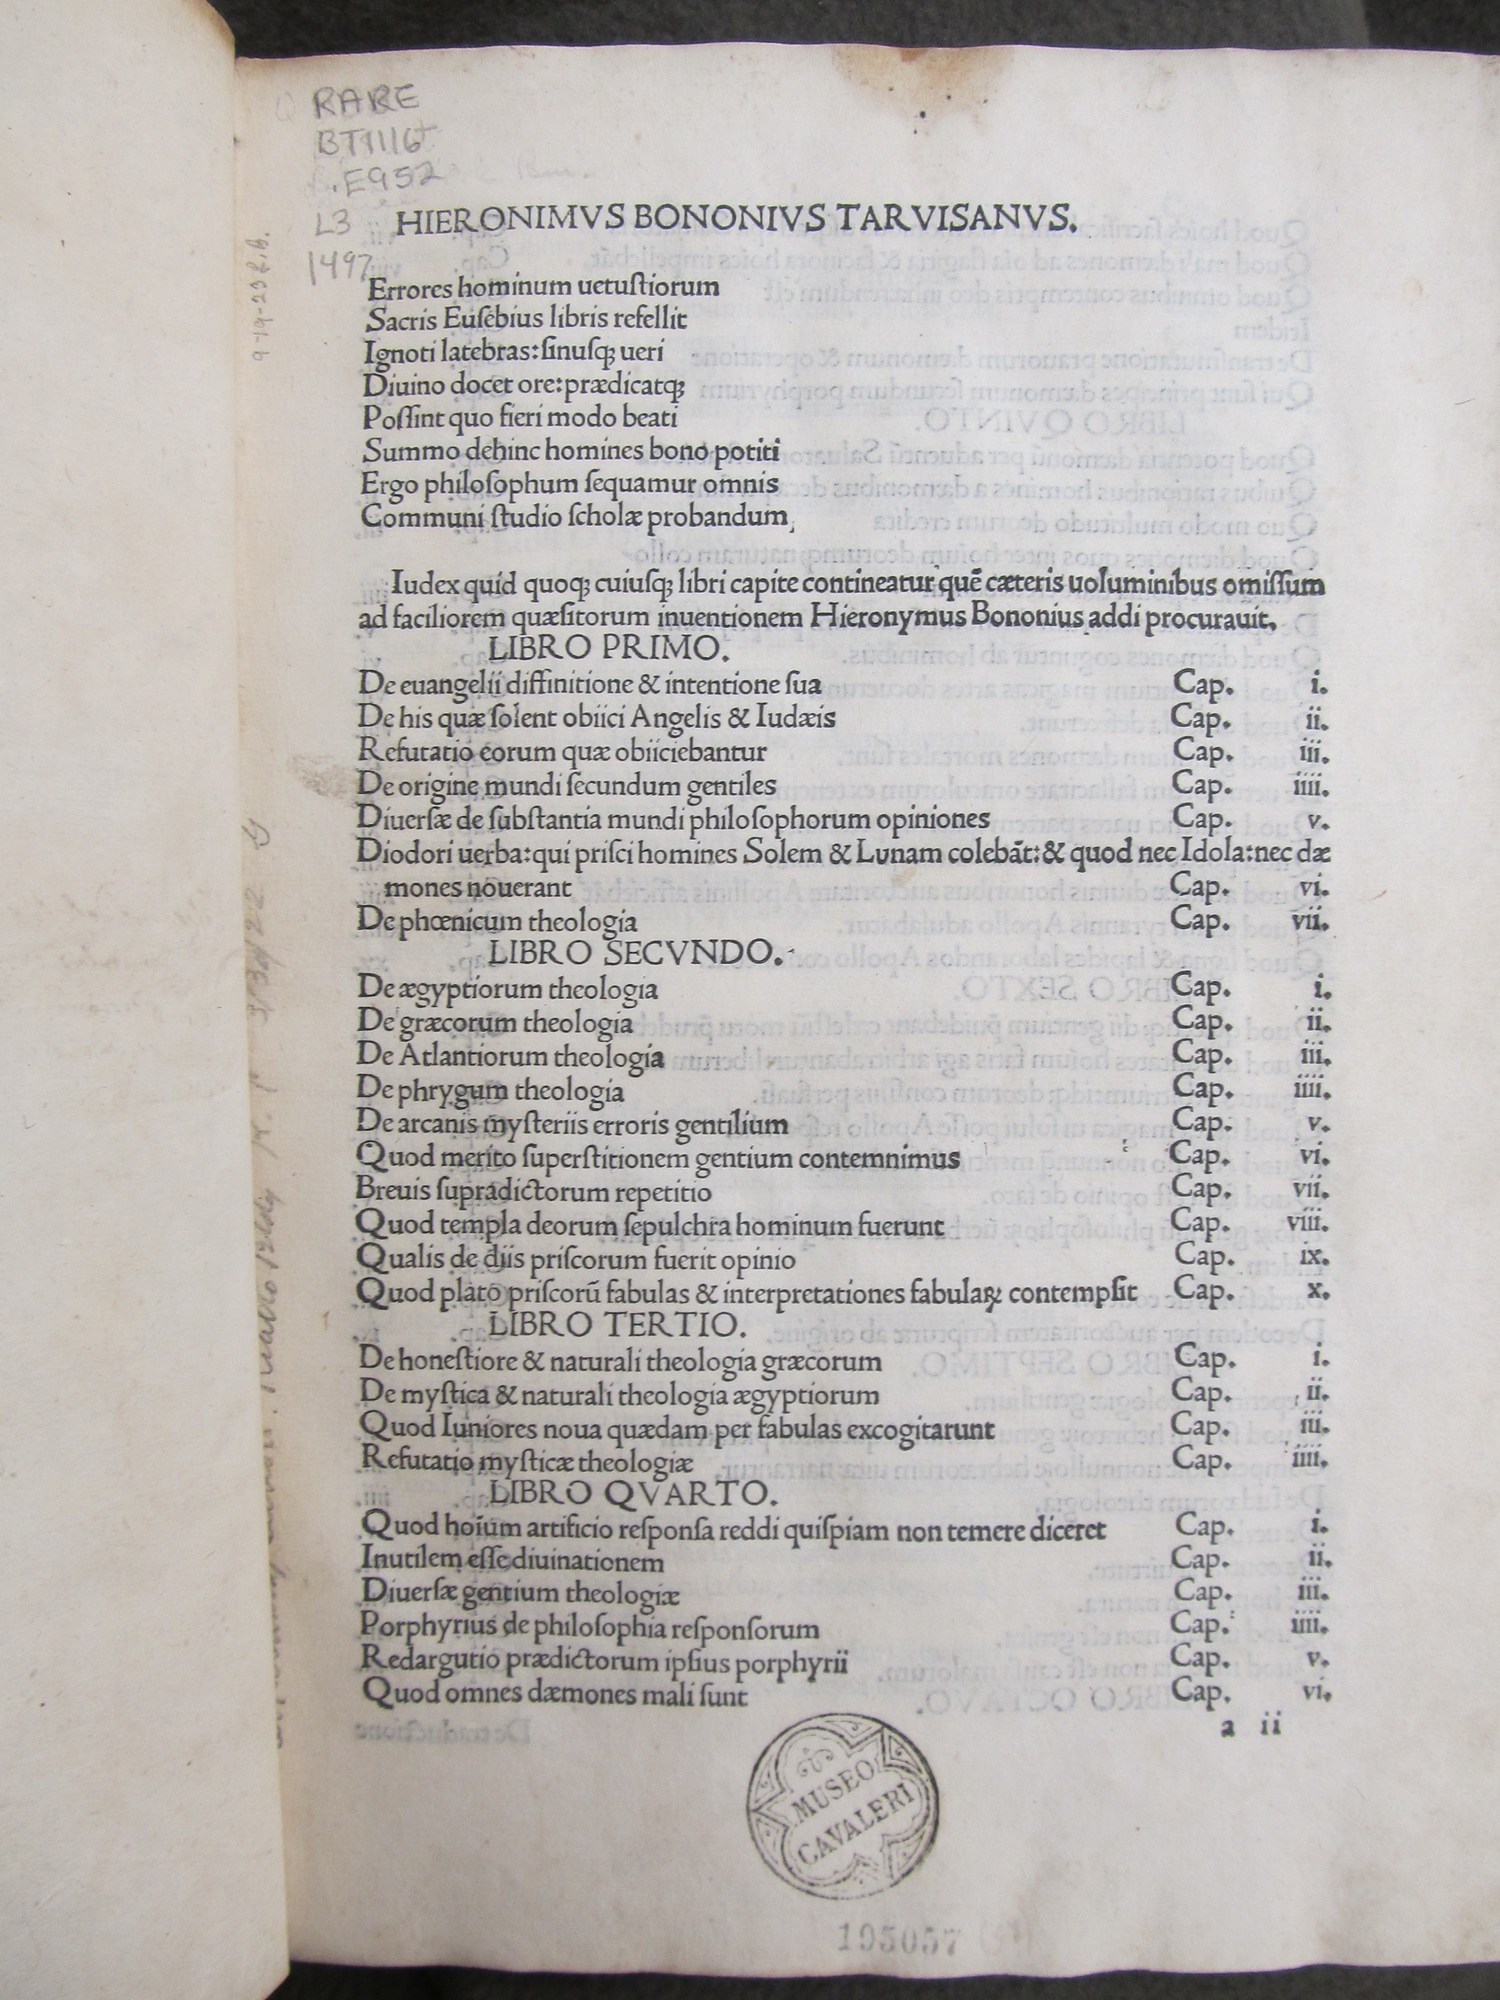 RARE
BT1116
.E952
L3
1497
9-19-23
HIERONIMVS BONONIVS TARVISANVS.
Errores hominum uetuſtiorum
Sacris Euſebius libris refellit
Ignoti latebras:ſinuſqꝫ ueri
Diuino docet ore:prædicatqꝫ
Poſſint quo fieri modo beati
Summo dehinc homines bono potiti
Ergo philoſophum ſequamur omnis
Communi ſtudio ſcholæ probandum,
Iudex quid quoqꝫ cuiuſqꝫ libri capite contineatur quē cæteris uoluminibus omiſſum
ad faciliorem quæſitorum inuentionem Hieronymus Bononius addi procurauit.
LIBRO PRIMO.
De euangelii diffinitione & intentione ſua Cap. i.
De his quæ ſolent obiici Angelis & Iudæis Cap. ii.
Refutatio eorum quæ obiiciebantur Cap. iii.
De origine mundi ſecundum gentiles Cap. iiii.
Diuerſæ de ſubſtantia mundi philoſophorum opiniones Cap. v.
Diodori uerba:qui priſci homines Solem & Lunam colebāt:& quod nec Idola:nec dæ
mones nouerant Cap. vi.
De phœnicum theologia Cap. vii.
LIBRO SECVNDO.
De ægyptiorum theologia Cap. i.
De græcorum theologia Cap. ii.
De Atlantiorum theologia Cap. iii.
De phrygum theologia Cap. iiii.
De arcanis myſteriis erroris gentilium Cap. v.
Quod merito ſuperſtitionem gentium contemnimus Cap. vi.
Breuis ſupradictorum repetitio Cap. vii.
Quod templa deorum ſepulchra hominum fuerunt Cap. viii.
Qualis de diis priſcorum fuerit opinio Cap. ix.
Quod plato priſcorū fabulas & interpretationes fabulaꝝ contempſit Cap. x.
LIBRO TERTIO.
De honeſtiore & naturali theologia græcorum Cap. i.
De myſtica & naturali theologia ægyptiorum Cap. ii.
Quod Iuniores noua quædam per fabulas excogitarunt Cap. iii.
Refutatio myſticæ theologiæ Cap. iiii.
LIBRO QVARTO.
Quod hoīum artificio reſponſa reddi quiſpiam non temere diceret Cap. i.
Inutilem eſſe diuinationem Cap. ii.
Diuerſæ gentium theologiæ Cap. iii.
Porphyrius de philoſophia reſponſorum Cap. iiii.
Redargutio prædictorum ipſius porphyrii Cap. v.
Quod omnes dæmones mali ſunt Cap. vi.
a ii
MUSEO
CAVALERI
195057